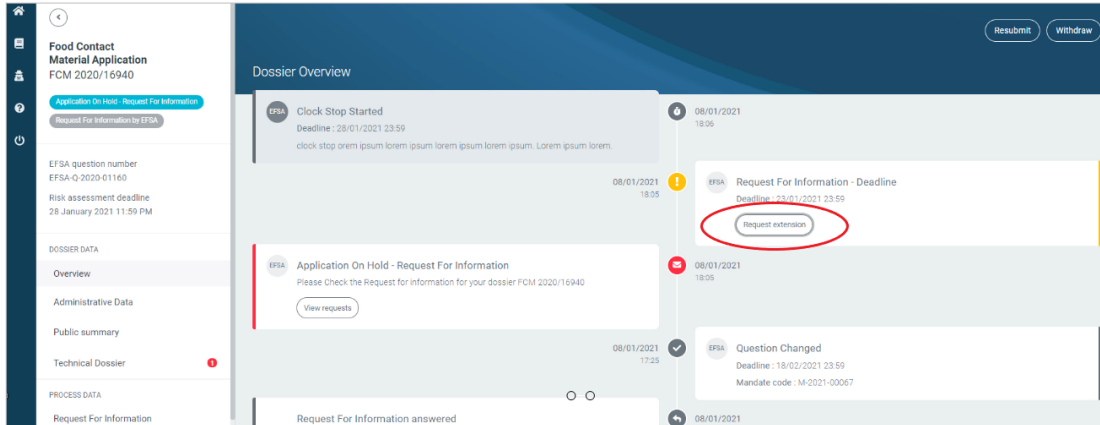 Food Contact
Material Application
FCM 2020/16940
Application On Hold - Request For Information
Request For Information by EFSA
EFSA question number
EFSA-Q-2020-01160
Risk assessment deadline
28 January 2021 11:59 PM
DOSSIER DATA
Overview
Administrative Data
Public summary
Technical Dossier
1
PROCESS DATA
Request For Information
Resubmit
Withdraw
Dossier Overview
EFSA
Clock Stop Started
Deadline : 28/01/2021 23:59
clock stop orem ipsum lorem ipsum lorem ipsum lorem ipsum. Lorem ipsum lorem.
08/01/2021
18:06
08/01/2021
18:05
EFSA
Request For Information - Deadline
Deadline : 23/01/2021 23:59
Request extension
EFSA
Application On Hold - Request For Information
Please Check the Request for information for your dossier FCM 2020/16940
View requests
08/01/2021
18:05
08/01/2021
17:25
EFSA
Question Changed
Deadline : 18/02/2021 23:59
Mandate code : M-2021-00067
Request For Information answered
08/01/2021